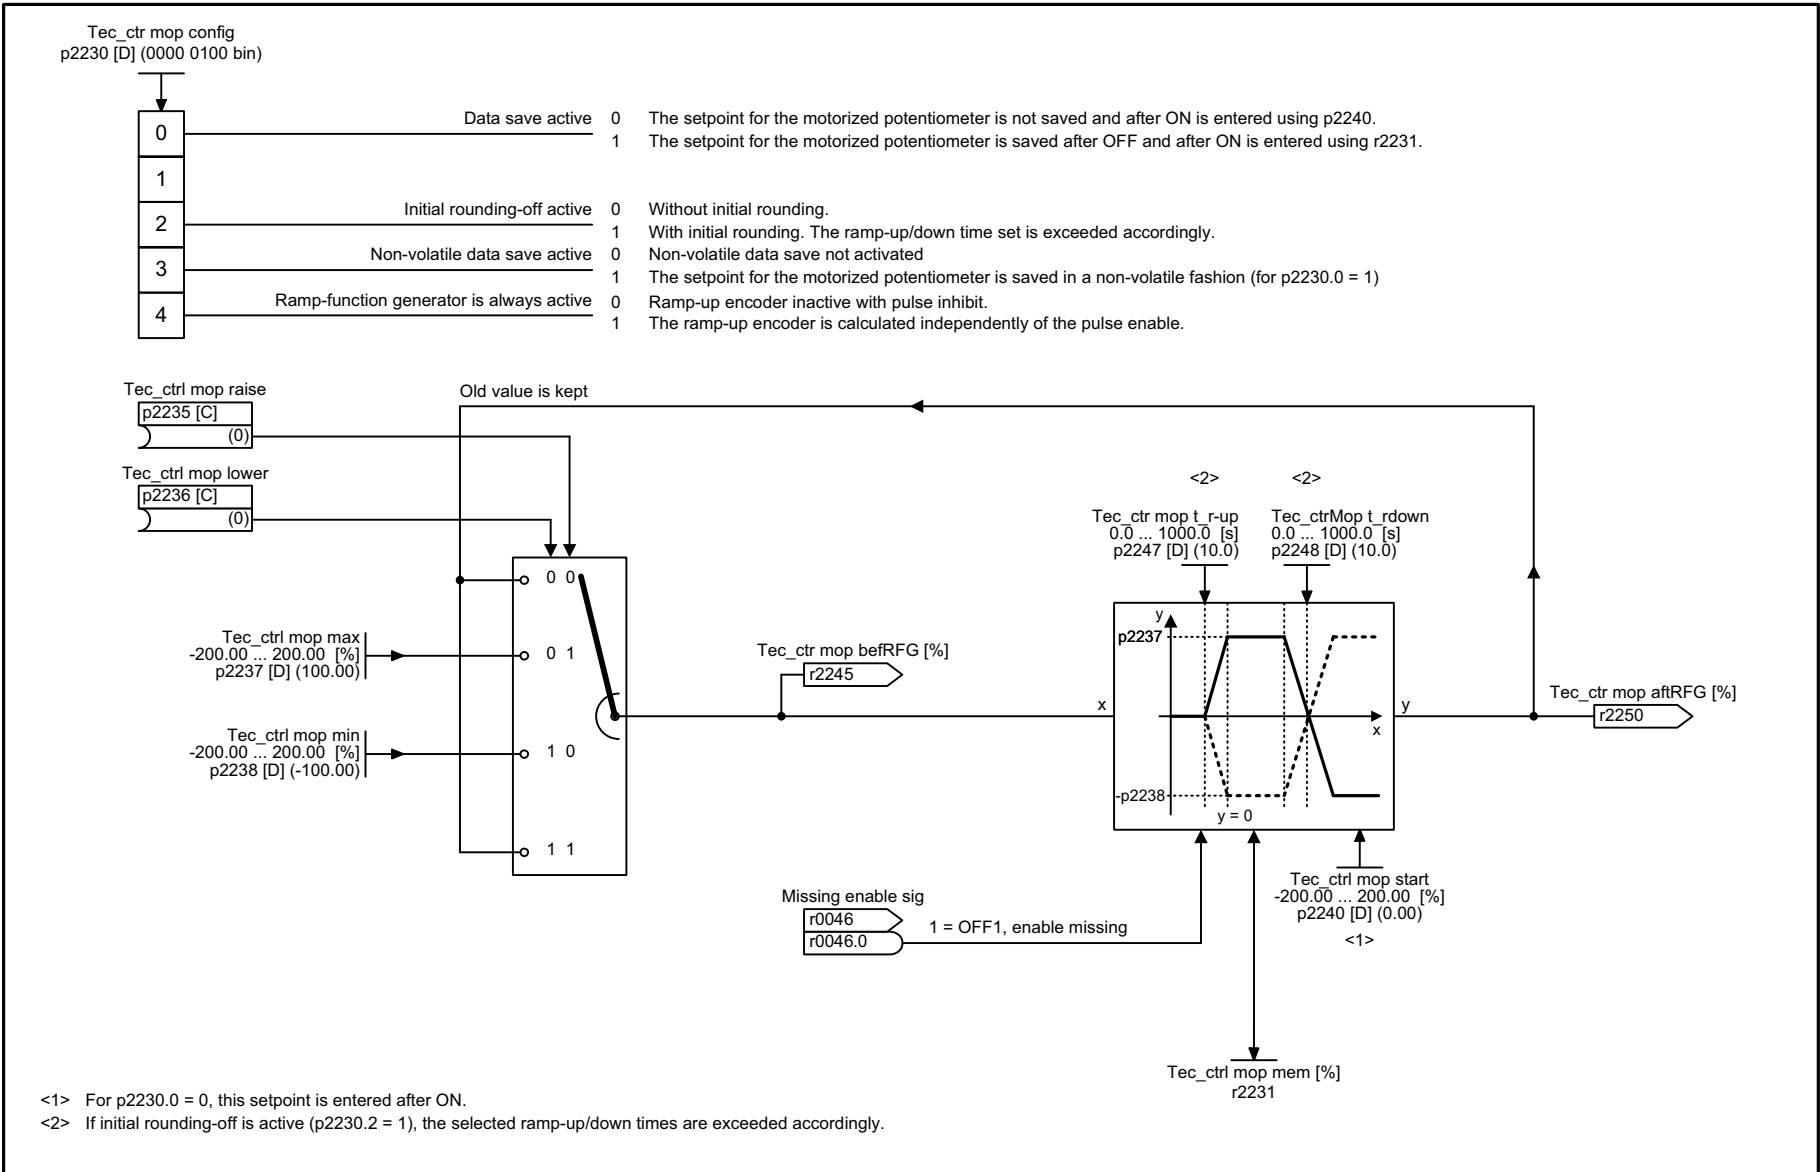 Tec_ctr mop config
p2230 [D] (0000 0100 bin)
0
Data save active 0 The setpoint for the motorized potentiometer is not saved and after ON is entered using p2240.
1 The setpoint for the motorized potentiometer is saved after OFF and after ON is entered using r2231.
1
2
Initial rounding-off active 0 Without initial rounding.
1 With initial rounding. The ramp-up/down time set is exceeded accordingly.
3
Non-volatile data save active 0 Non-volatile data save not activated
1 The setpoint for the motorized potentiometer is saved in a non-volatile fashion (for p2230.0 = 1)
4
Ramp-function generator is always active 0 Ramp-up encoder inactive with pulse inhibit.
1 The ramp-up encoder is calculated independently of the pulse enable.
Tec_ctrl mop raise
p2235 [C]
(0)
Old value is kept
Tec_ctrl mop lower
p2236 [C]
(0)
<2> <2>
Tec_ctr mop t_r-up
0.0 ... 1000.0 [s]
p2247 [D] (10.0)
Tec_ctrMop t_rdown
0.0 ... 1000.0 [s]
p2248 [D] (10.0)
0 0
Tec_ctrl mop max
-200.00 ... 200.00 [%]
p2237 [D] (100.00)
0 1
Tec_ctrl mop min
-200.00 ... 200.00 [%]
p2238 [D] (-100.00)
1 0
1 1
Tec_ctr mop befRFG [%]
r2245
x
y
p2237
x
-p2238
y = 0
y
Tec_ctr mop aftRFG [%]
r2250
Missing enable sig
r0046
r0046.0
1 = OFF1, enable missing
Tec_ctrl mop start
-200.00 ... 200.00 [%]
p2240 [D] (0.00)
<1>
Tec_ctrl mop mem [%]
r2231
<1> For p2230.0 = 0, this setpoint is entered after ON.
<2> If initial rounding-off is active (p2230.2 = 1), the selected ramp-up/down times are exceeded accordingly.